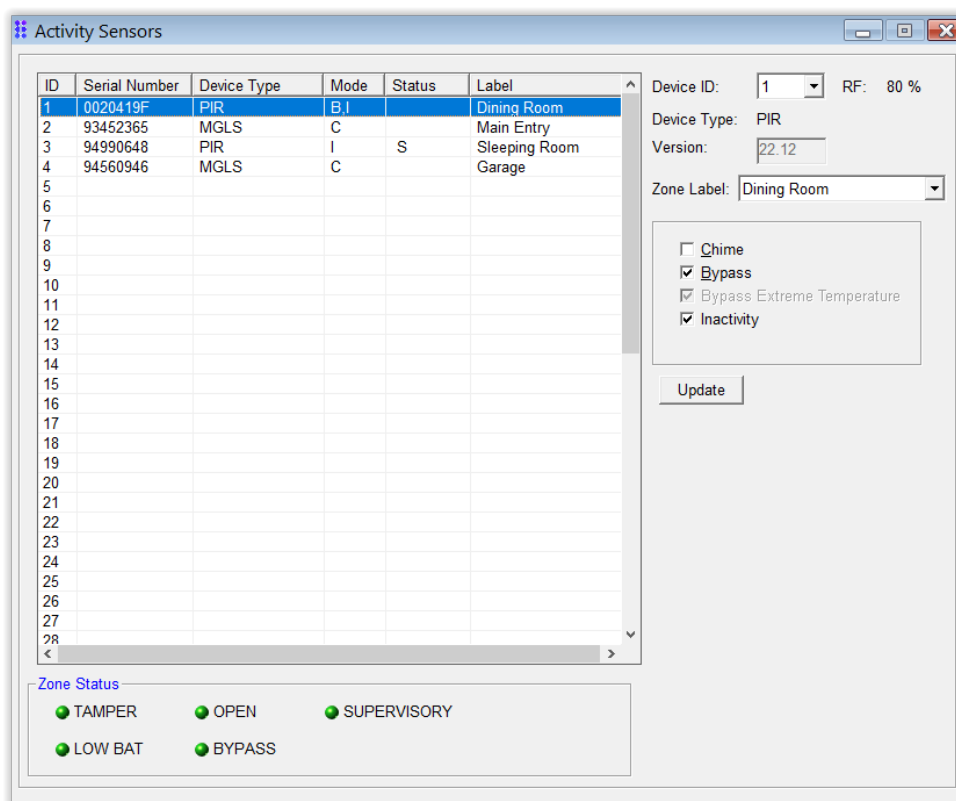 Activity Sensors
ID Serial Number Device Type Mode Status Label
1 0020419F PIR B,I Dining Room
2 93452365 MGLS C Main Entry
3 94990648 PIR I S Sleeping Room
4 94560946 MGLS C Garage
5
6
7
8
9
10
11
12
13
14
15
16
17
18
19
20
21
22
23
24
25
26
27
28
Device ID: 1 RF: 80 %
Device Type: PIR
Version: 22.12
Zone Label: Dining Room
Chime
Bypass
Bypass Extreme Temperature
Inactivity
Update
Zone Status
TAMPER OPEN SUPERVISORY
LOW BAT BYPASS